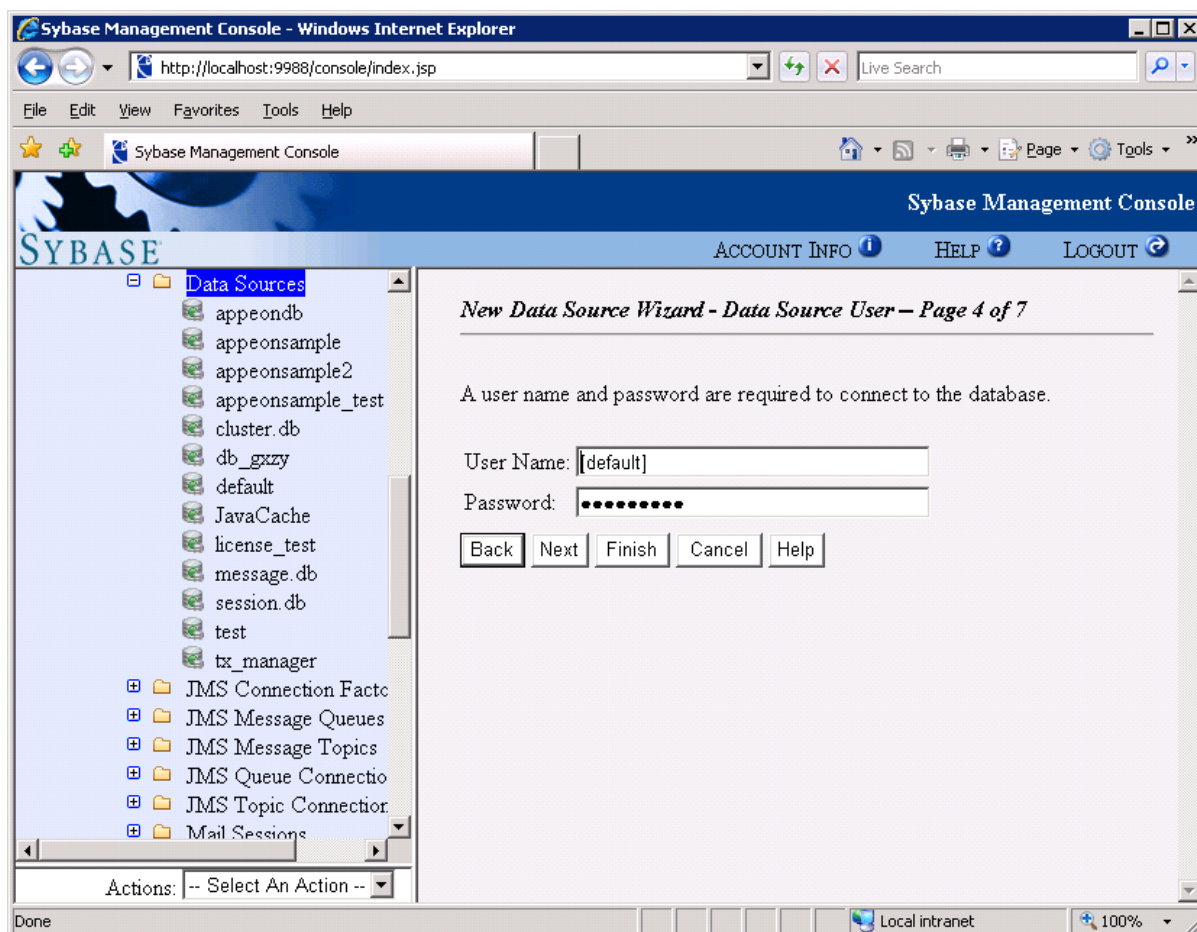 Sybase Management Console - Windows Internet Explorer
http://localhost:9988/console/index.jsp
Live Search
File Edit View Favorites Tools Help
Sybase Management Console
Page Tools »
Sybase Management Console
SYBASE
ACCOUNT INFO HELP LOGOUT
Data Sources
appeondb
appeonsample
appeonsample2
appeonsample_test
cluster.db
db_gxzy
default
JavaCache
license_test
message.db
session.db
test
tx_manager
JMS Connection Facto
JMS Message Queues
JMS Message Topics
JMS Queue Connectio
JMS Topic Connection
Mail Sessions
Actions: -- Select An Action --
New Data Source Wizard - Data Source User – Page 4 of 7
A user name and password are required to connect to the database.
User Name: [default]
Password: •••••••••
Back Next Finish Cancel Help
Done
Local intranet
100%